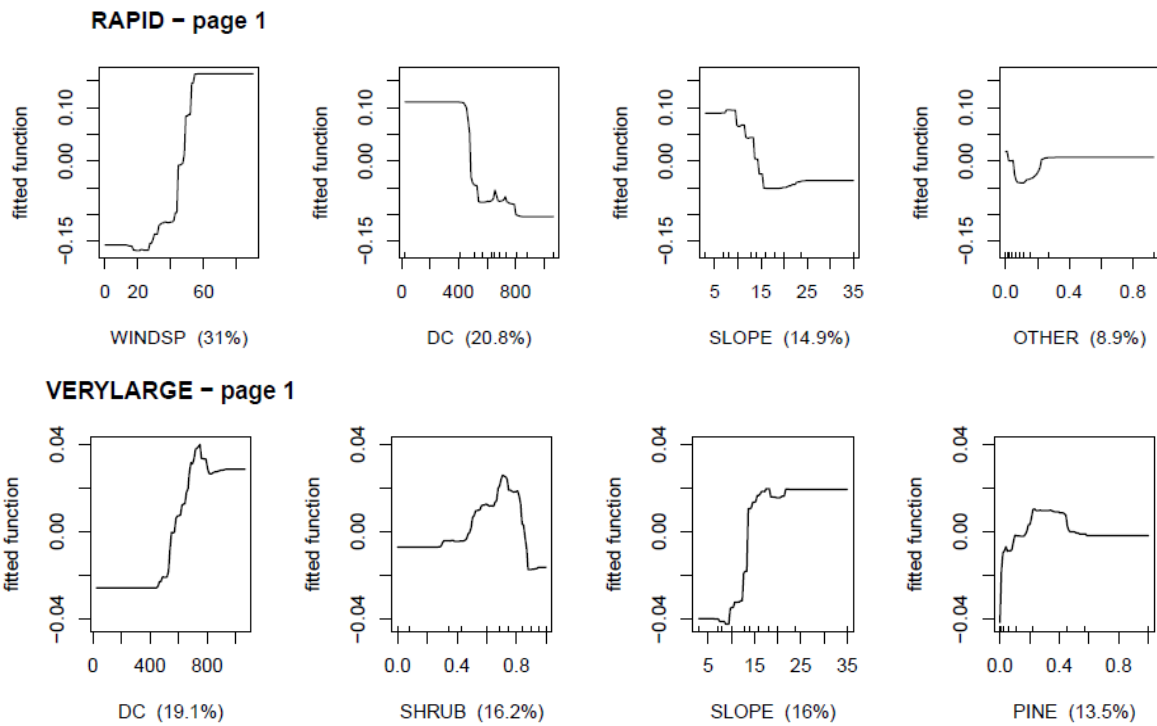 RAPID − page 1
fitted function
−0.15 0.00 0.10
0 20 60
WINDSP (31%)
fitted function
−0.15 0.00 0.10
0 400 800
DC (20.8%)
fitted function
−0.15 0.00 0.10
5 15 25 35
SLOPE (14.9%)
fitted function
−0.15 0.00 0.10
0.0 0.4 0.8
OTHER (8.9%)
VERYLARGE − page 1
fitted function
−0.04 0.00 0.04
0 400 800
DC (19.1%)
fitted function
−0.04 0.00 0.04
0.0 0.4 0.8
SHRUB (16.2%)
fitted function
−0.04 0.00 0.04
5 15 25 35
SLOPE (16%)
fitted function
−0.04 0.00 0.04
0.0 0.4 0.8
PINE (13.5%)